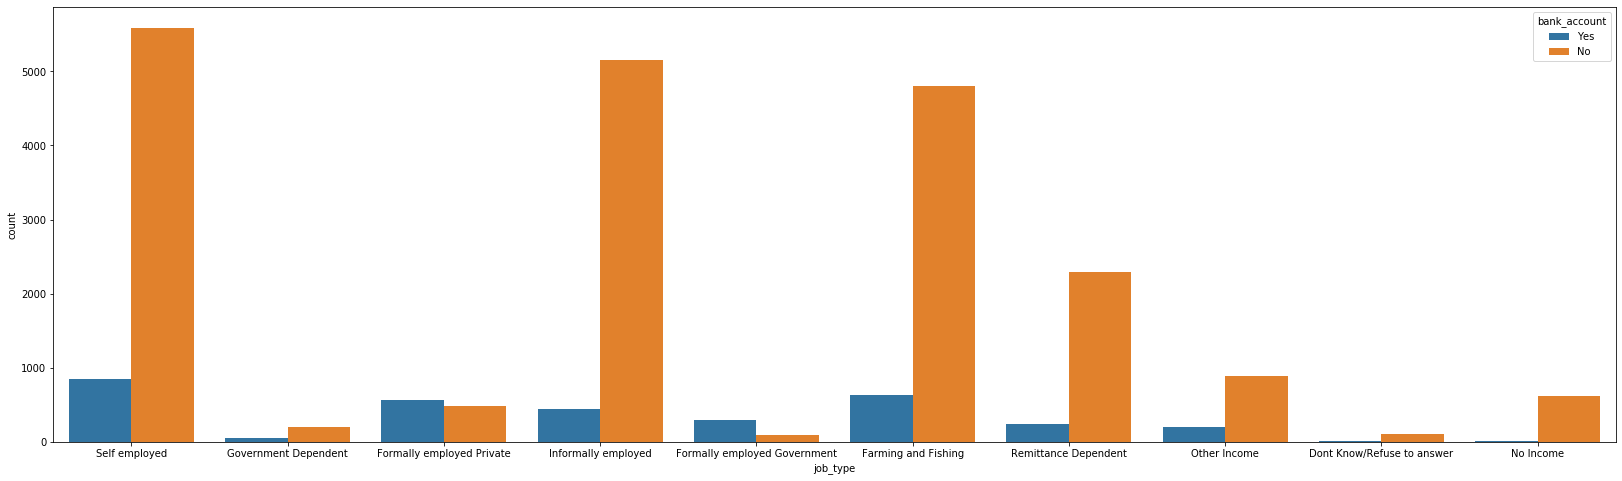 bank_account
Yes
No
5000
4000
3000
2000
1000
0
count
Self employed
Government Dependent
Formally employed Private
Informally employed
Formally employed Government
Farming and Fishing
Remittance Dependent
Other Income
Dont Know/Refuse to answer
No Income
job_type